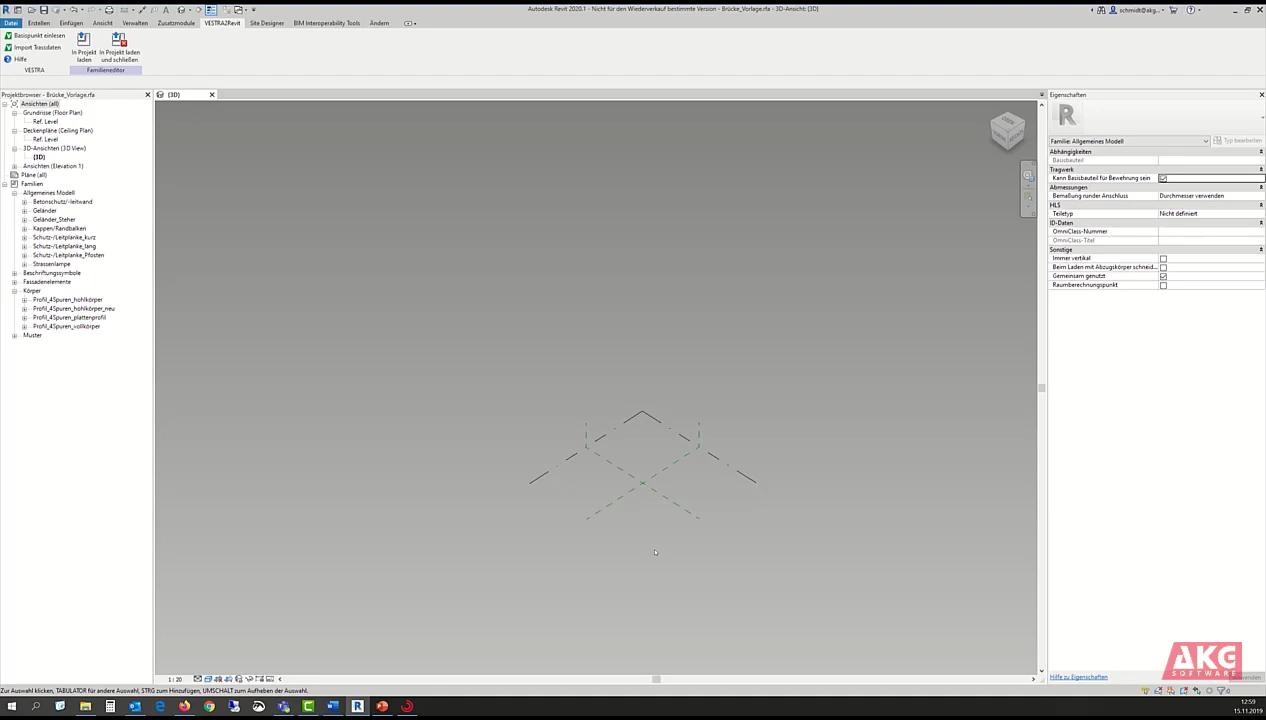 Autodesk Revit 2020.1 - Nicht für den Wiederverkauf bestimmte Version - Brücke_Vorlage.rfa - 3D-Ansicht: {3D}
schmidt@akg...
Datei Erstellen Einfügen Ansicht Verwalten Zusatzmodule VESTRA2Revit Site Designer BIM Interoperability Tools Ändern
Basispunkt einlesen
Import Trassdaten
Hilfe
In Projekt laden
In Projekt laden und schließen
VESTRA
Familieneditor
Projektbrowser - Brücke_Vorlage.rfa
Ansichten (all)
Grundrisse (Floor Plan)
Ref. Level
Deckenpläne (Ceiling Plan)
Ref. Level
3D-Ansichten (3D View)
{3D}
Ansichten (Elevation 1)
Pläne (all)
Familien
Allgemeines Modell
Betonschutz/-leitwand
Geländer
Geländer_Steher
Kappen/Randbalken
Schutz-/Leitplanke_kurz
Schutz-/Leitplanke_lang
Schutz-/Leitplanke_Pfosten
Strassenlampe
Beschriftungssymbole
Fassadenelemente
Körper
Profil_4Spuren_hohlkörper
Profil_4Spuren_hohlkörper_neu
Profil_4Spuren_plattenprofil
Profil_4Spuren_vollkörper
Muster
{3D}
Eigenschaften
R
Familie: Allgemeines Modell
Typ bearbeiten
Abhängigkeiten
Basisbauteil
Tragwerk
Kann Basisbauteil für Bewehrung sein
Abmessungen
Bemaßung runder Anschluss Durchmesser verwenden
HLS
Teiletyp Nicht definiert
ID-Daten
OmniClass-Nummer
OmniClass-Titel
Sonstige
Immer vertikal
Beim Laden mit Abzugskörper schneid...
Gemeinsam genutzt
Raumberechnungspunkt
AKG
SOFTWARE
Hilfe zu Eigenschaften
1 : 20
Zur Auswahl klicken, TABULATOR für andere Auswahl, STRG zum Hinzufügen, UMSCHALT zum Aufheben der Auswahl.
:0
12:59
15.11.2019